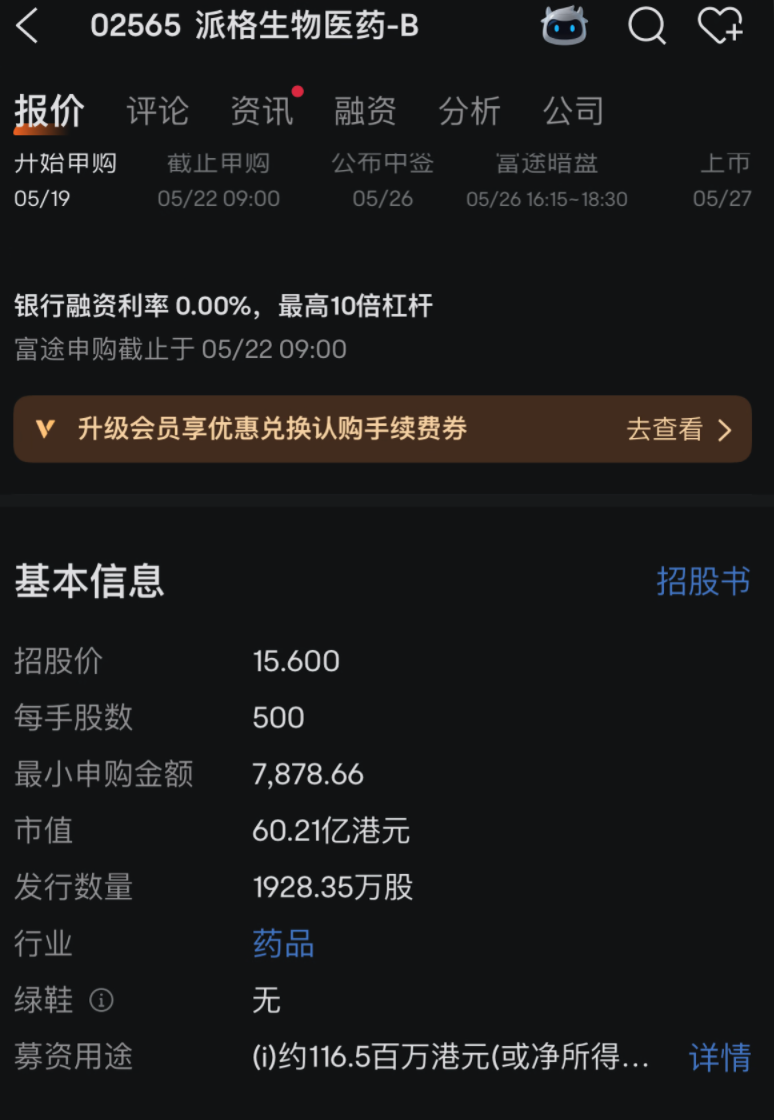 02565 派格生物医药-B
报价 评论 资讯 融资 分析 公司
开始申购 截止申购 公布中签 富途暗盘 上市
05/19 05/22 09:00 05/26 05/26 16:15~18:30 05/27
银行融资利率 0.00%，最高10倍杠杆
富途申购截止于 05/22 09:00
升级会员享优惠兑换认购手续费券 去查看
基本信息 招股书
招股价 15.600
每手股数 500
最小申购金额 7,878.66
市值 60.21亿港元
发行数量 1928.35万股
行业 药品
绿鞋 无
募资用途 (i)约116.5百万港元(或净所得... 详情